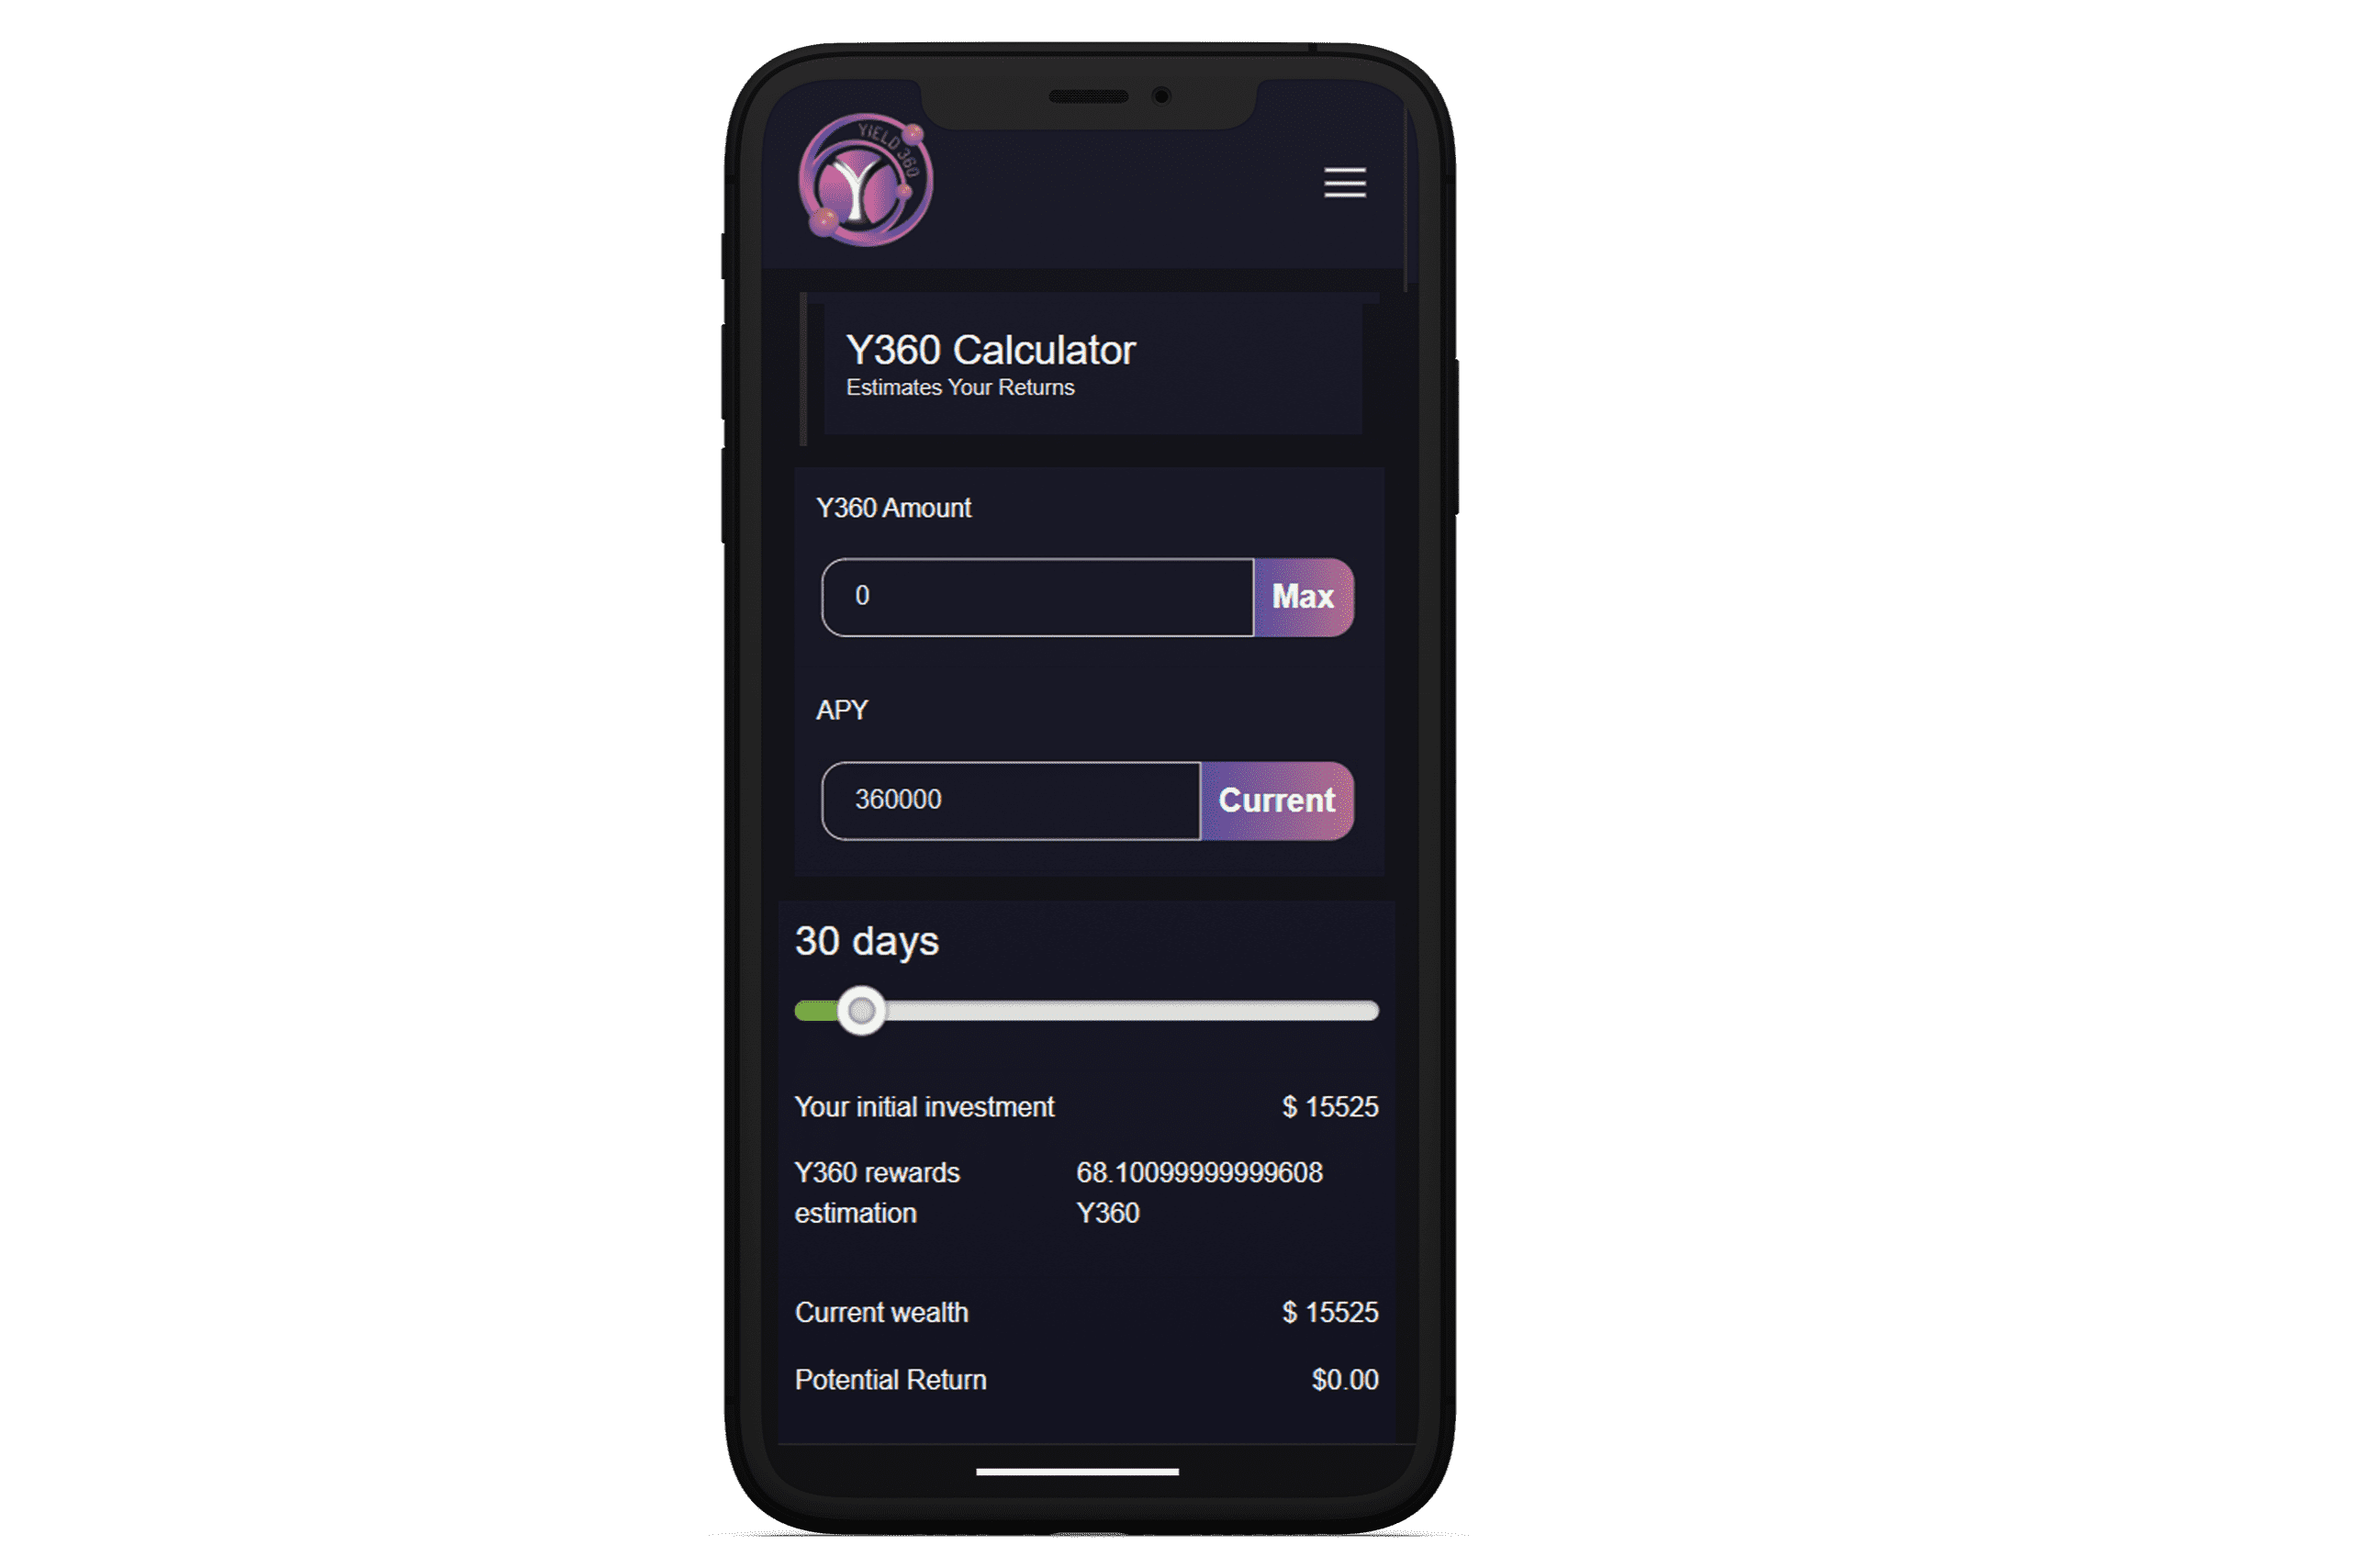 YIELD 360
Y
Y360 Calculator
Estimates Your Returns
Y360 Amount
0
Max
APY
360000
Current
30 days
Your initial investment $ 15525
Y360 rewards 68.10099999999608
estimation Y360
Current wealth $ 15525
Potential Return $0.00